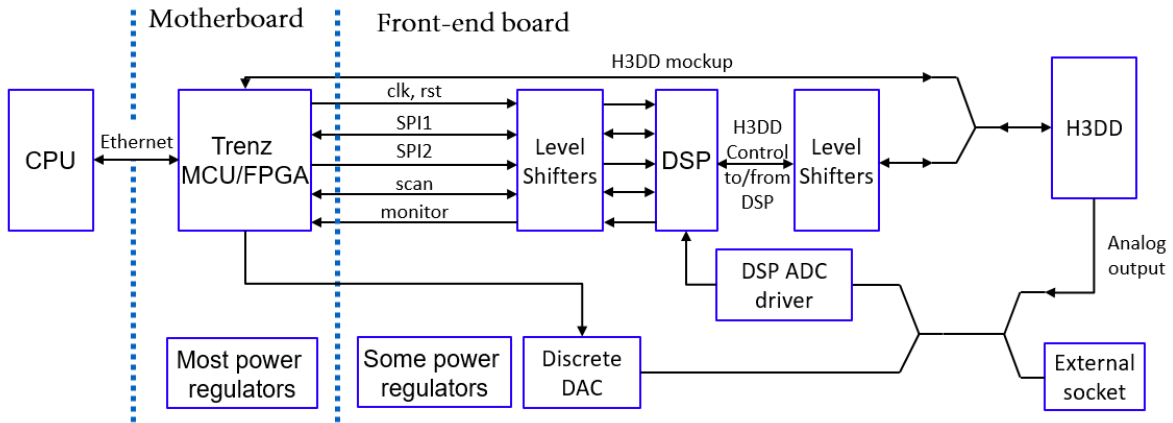 Motherboard
Front-end board
H3DD mockup
clk, rst
SPI1
SPI2
scan
monitor
Ethernet
CPU
Trenz
MCU/FPGA
Level
Shifters
DSP
H3DD
Control
to/from
DSP
Level
Shifters
H3DD
Analog
output
DSP ADC
driver
Most power
regulators
Some power
regulators
Discrete
DAC
External
socket